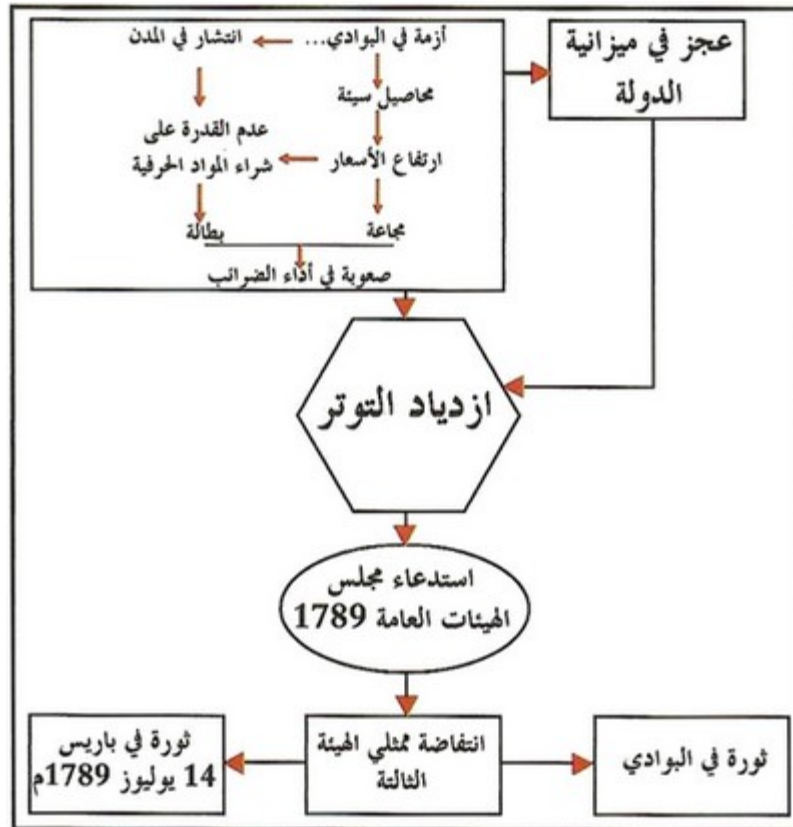 أزمة في البوادي...
انتشار في المدن
محاصيل سيئة
عدم القدرة على
شراء المواد الحرفية
ارتفاع الأسعار
مجاعة
بطالة
صعوبة في أداء الضرائب
عجز في ميزانية
الدولة
ازدياد التوتر
استدعاء مجلس
الهيئات العامة 1789
انتفاضة ممثلي الهيئة
الثالثة
ثورة في البوادي
ثورة في باريس
14 يوليوز 1789م